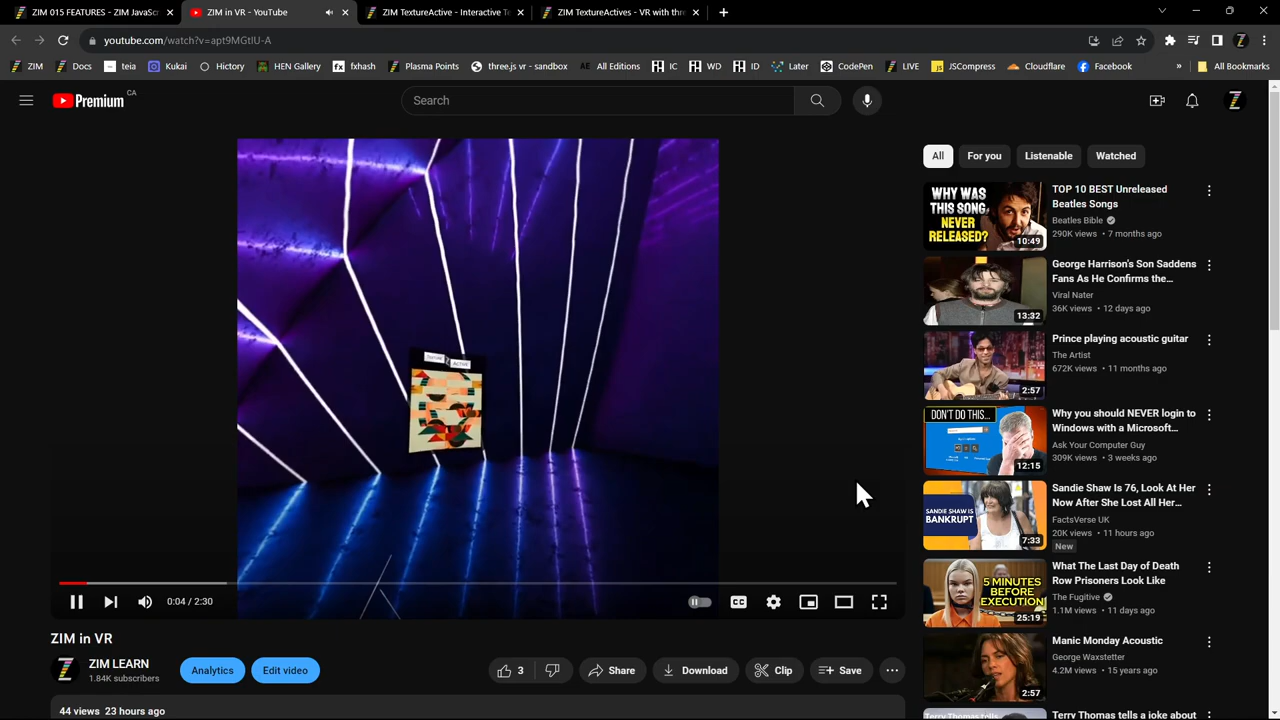 ZIM 015 FEATURES - ZIM JavaSc
ZIM in VR - YouTube
ZIM TextureActive - Interactive Te
ZIM TextureActives - VR with thre
youtube.com/watch?v=apt9MGtlU-A
ZIM
Docs
teia
Kukai
Hictory
HEN Gallery
fx fxhash
Plasma Points
three.js vr - sandbox
AE All Editions
IC
WD
ID
Later
CodePen
LIVE
JS JSCompress
Cloudflare
Facebook
»
All Bookmarks
Premium CA
Search
All
For you
Listenable
Watched
WHY WAS THIS SONG NEVER RELEASED?
10:49
TOP 10 BEST Unreleased
Beatles Songs
Beatles Bible
290K views • 7 months ago
13:32
George Harrison's Son Saddens
Fans As He Confirms the…
Viral Nater
36K views • 12 days ago
2:57
Prince playing acoustic guitar
The Artist
672K views • 11 months ago
DON'T DO THIS...
12:15
Why you should NEVER login to
Windows with a Microsoft…
Ask Your Computer Guy
309K views • 3 weeks ago
SANDIE SHAW IS
BANKRUPT
7:33
Sandie Shaw Is 76, Look At Her
Now After She Lost All Her…
FactsVerse UK
20K views • 11 hours ago
New
5 MINUTES
BEFORE
EXECUTION
25:19
What The Last Day of Death
Row Prisoners Look Like
The Fugitive
1.1M views • 11 days ago
2:57
Manic Monday Acoustic
George Waxstetter
4.2M views • 15 years ago
Terry Thomas tells a joke about
TEXTURE
ACTIVE
0:04 / 2:30
ZIM in VR
ZIM LEARN
1.84K subscribers
Analytics
Edit video
3
Share
Download
Clip
Save
44 views 23 hours ago